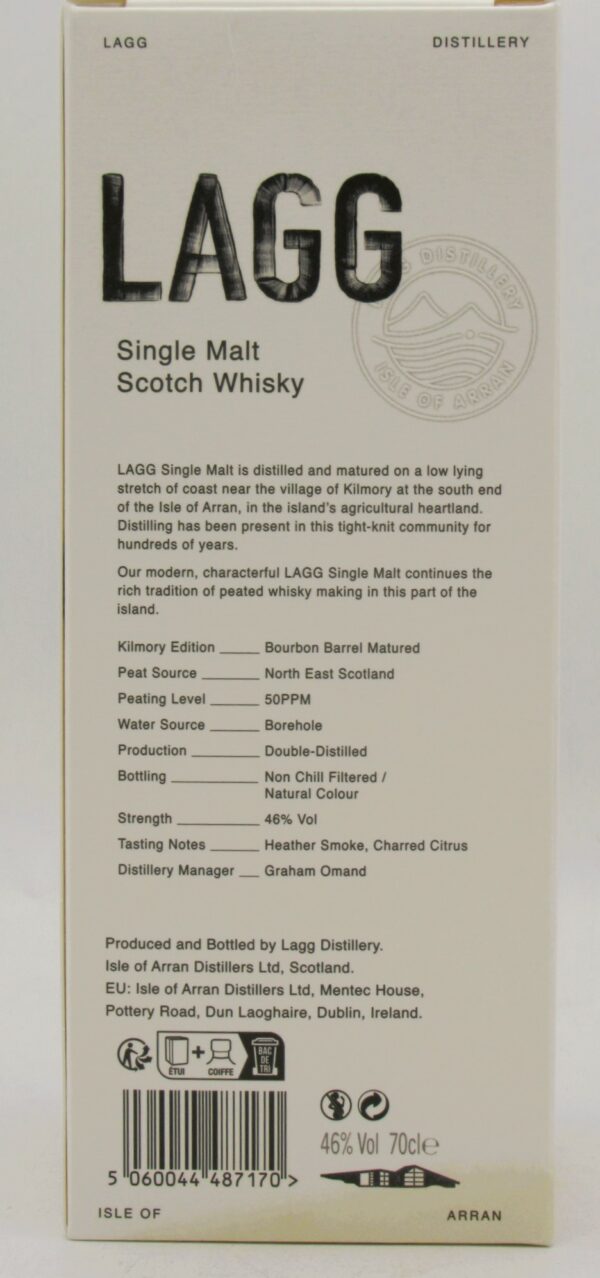 LAGG DISTILLERY
LAGG
DISTILLERY
ISLE OF ARRAN
Single Malt
Scotch Whisky
LAGG Single Malt is distilled and matured on a low lying
stretch of coast near the village of Kilmory at the south end
of the Isle of Arran, in the island's agricultural heartland.
Distilling has been present in this tight-knit community for
hundreds of years.
Our modern, characterful LAGG Single Malt continues the
rich tradition of peated whisky making in this part of the
island.
Kilmory Edition _____ Bourbon Barrel Matured
Peat Source _______ North East Scotland
Peating Level ______ 50PPM
Water Source ______ Borehole
Production ________ Double-Distilled
Bottling ___________ Non Chill Filtered /
Natural Colour
Strength __________ 46% Vol
Tasting Notes ______ Heather Smoke, Charred Citrus
Distillery Manager __ Graham Omand
Produced and Bottled by Lagg Distillery.
Isle of Arran Distillers Ltd, Scotland.
EU: Isle of Arran Distillers Ltd, Mentec House,
Pottery Road, Dun Laoghaire, Dublin, Ireland.
ÉTUI + COIFFE
BAC
DE
TRI
46% Vol 70cl e
5 060044 487170 >
ISLE OF ARRAN